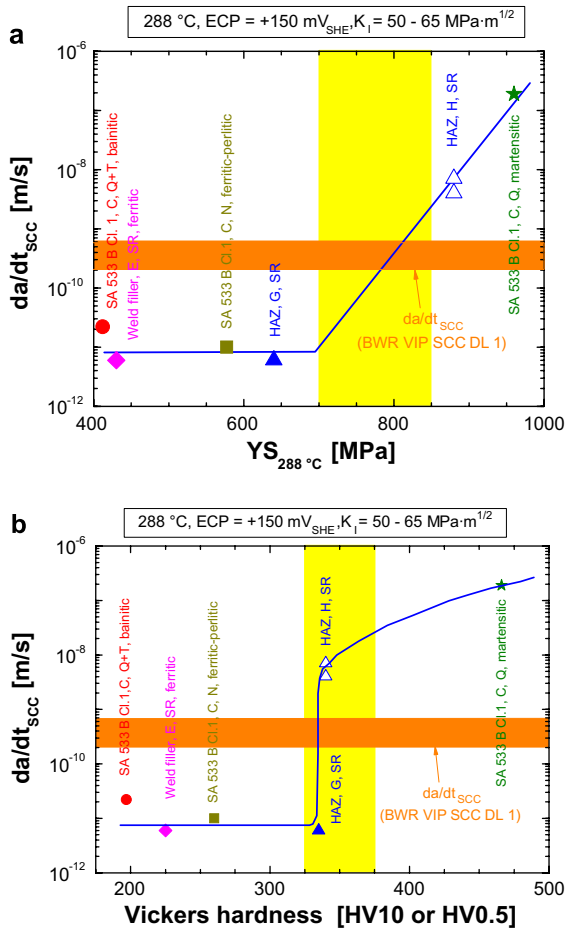 a
288 °C, ECP = +150 mV_SHE, K_I = 50 - 65 MPa·m^1/2
10^-6
10^-8
10^-10
10^-12
da/dt_SCC [m/s]
SA 533 B Cl.1, C, Q+T, bainitic
Weld filler, E, SR, ferritic
SA 533 B Cl.1, C, N, ferritic-perlitic
HAZ, G, SR
HAZ, H, SR
SA 533 B Cl.1, C, Q, martensitic
da/dt_SCC
(BWR VIP SCC DL 1)
400 600 800 1000
YS_288 °C [MPa]
b
288 °C, ECP = +150 mV_SHE, K_I = 50 - 65 MPa·m^1/2
10^-6
10^-8
10^-10
10^-12
da/dt_SCC [m/s]
SA 533 B Cl.1,C, Q+T, bainitic
Weld filler, E, SR, ferritic
SA 533 B Cl.1, C, N, ferritic-perlitic
HAZ, H, SR
HAZ, G, SR
SA 533 B Cl.1, C, Q, martensitic
da/dt_SCC
(BWR VIP SCC DL 1)
200 250 300 350 400 450 500
Vickers hardness [HV10 or HV0.5]